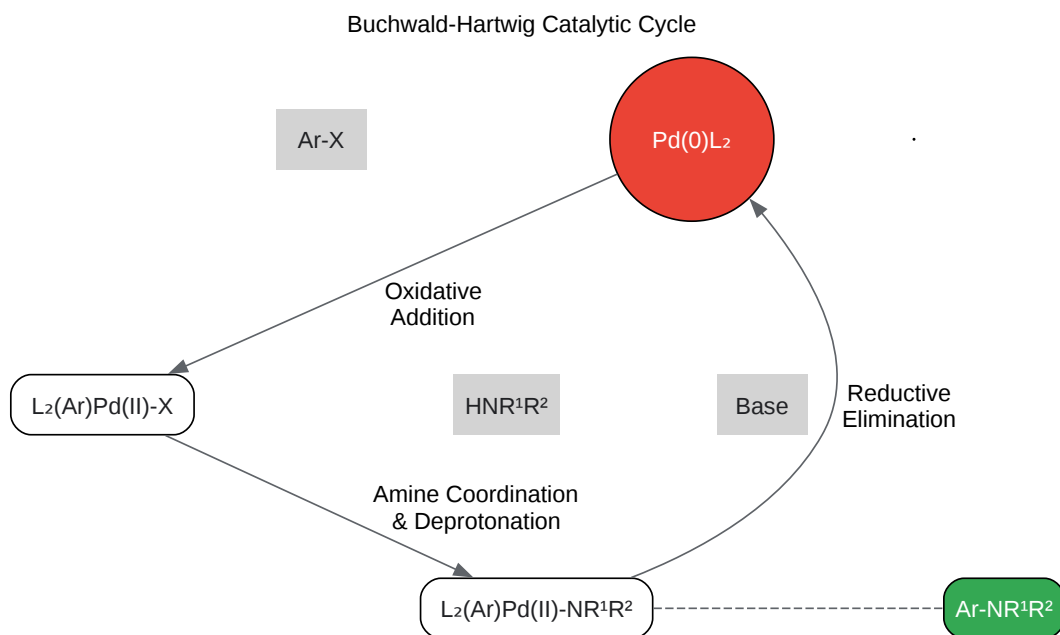 Buchwald-Hartwig Catalytic Cycle
Ar-X
Pd(0)L₂
.
Oxidative
Addition
L₂(Ar)Pd(II)-X
HNR¹R²
Base
Reductive
Elimination
Amine Coordination
& Deprotonation
L₂(Ar)Pd(II)-NR¹R²
Ar-NR¹R²